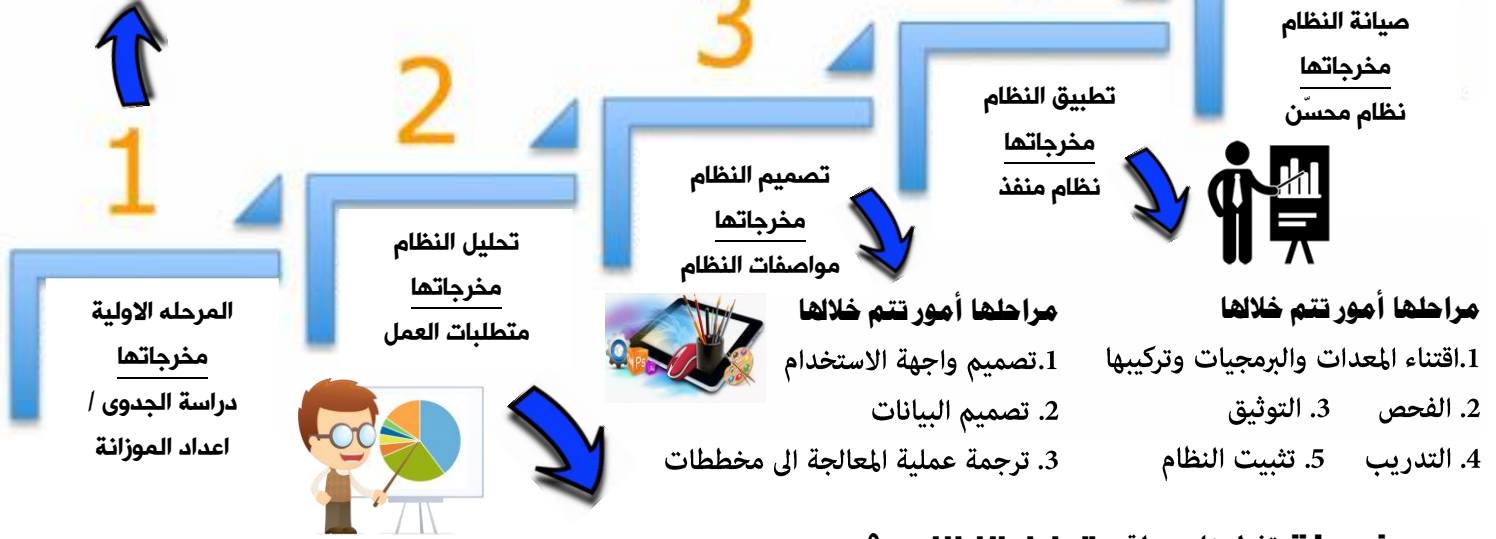 1
المرحله الاولية
مخرجاتها
دراسة الجدوى /
اعداد الموزانة
2
تحليل النظام
مخرجاتها
متطلبات العمل
3
تصميم النظام
مخرجاتها
مواصفات النظام
تطبيق النظام
مخرجاتها
نظام منفذ
صيانة النظام
مخرجاتها
نظام محسّن
مراحلها أمور تتم خلالها
1.اقتناء المعدات والبرمجيات وتركيبها
2. الفحص 3. التوثيق
4. التدريب 5. تثبيت النظام
مراحلها أمور تتم خلالها
1.تصميم واجهة الاستخدام
2. تصميم البيانات
3. ترجمة عملية المعالجة الى مخططات
Ps